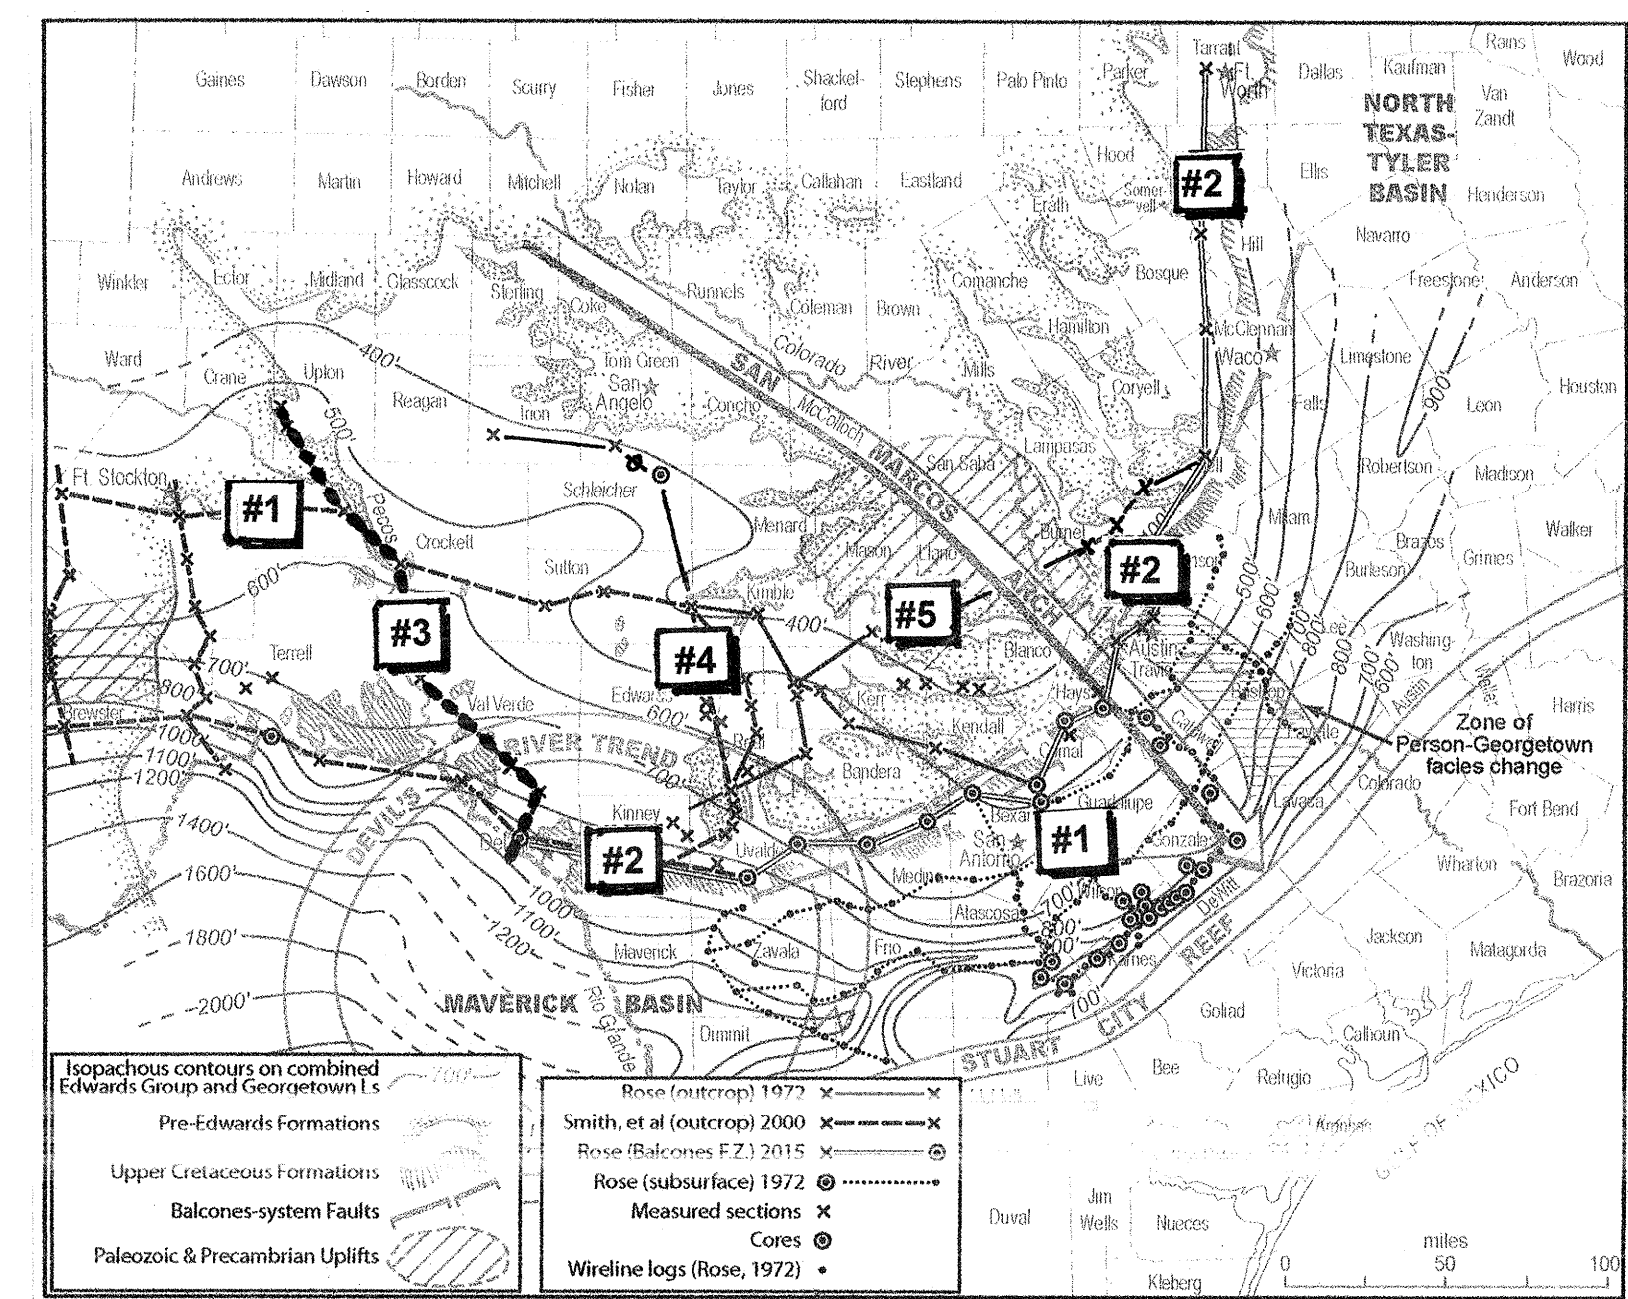 Gaines
Dawson
Borden
Scurry
Fisher
Jones
Shackel-
ford
Stephens
Palo Pinto
Parker
Tarrant
Ft.
Worth
Dallas
Kaufman
Rains
Wood
Van
Zandt
NORTH
TEXAS-
TYLER
BASIN
Andrews
Martin
Howard
Mitchell
Nolan
Taylor
Callahan
Eastland
Hood
Somer-
vell
Erath
#2
Ellis
Henderson
Navarro
Hill
Winkler
Ector
Midland
Glasscock
Sterling
Coke
Runnels
Coleman
Brown
Comanche
Bosque
Freestone
Anderson
Hamilton
McClennan
Waco
Limestone
Houston
Ward
Crane
Upton
Reagan
400'
500'
Irion
Tom Green
San
Angelo
Concho
Colorado
River
Mills
Coryell
Falls
Leon
900'
SAN
MARCOS
ARCH
McCulloch
San Saba
Lampasas
Robertson
Madison
Ft. Stockton
#1
Pecos
Crockett
Schleicher
Menard
Mason
Llano
Burnet
Milam
Brazos
Grimes
Walker
Burleson
600'
Sutton
Kimble
400'
#5
#2
500'
600'
700'
800'
Lee
800'
700'
600'
Washing-
ton
Austin
Waller
Harris
#3
#4
Terrell
700'
800'
Brewster
1000'
1100'
1200'
Val Verde
Edwards
600'
Real
Kerr
Kendall
Blanco
Hays
Austin
Travis
Comal
Caldwell
Bastrop
Fayette
Zone of
Person-Georgetown
facies change
DEVIL'S
RIVER TREND
700'
Bandera
Guadalupe
Bexar
San
Antonio
#1
Gonzales
Lavaca
Colorado
Fort Bend
Wharton
Brazoria
1400'
1600'
1800'
2000'
Del
Kinney
#2
Uvalde
Medina
1000'
1100'
1200'
Atascosa
Wilson
700'
800'
DeWitt
Karnes
Maverick
Zavala
Frio
Jackson
Matagorda
Victoria
MAVERICK BASIN
Rio Grande
Dimmit
700'
STUART
CITY
REEF
Goliad
Calhoun
Live
Bee
Refugio
GULF OF MEXICO
Duval
Jim
Wells
Nueces
Kleberg
miles
0 50 100
Isopachous contours on combined
Edwards Group and Georgetown Ls
700'
Pre-Edwards Formations
Upper Cretaceous Formations
Balcones-system Faults
Paleozoic & Precambrian Uplifts
Rose (outcrop) 1972
Smith, et al (outcrop) 2000
Rose (Balcones F.Z.) 2015
Rose (subsurface) 1972
Measured sections
Cores
Wireline logs (Rose, 1972)